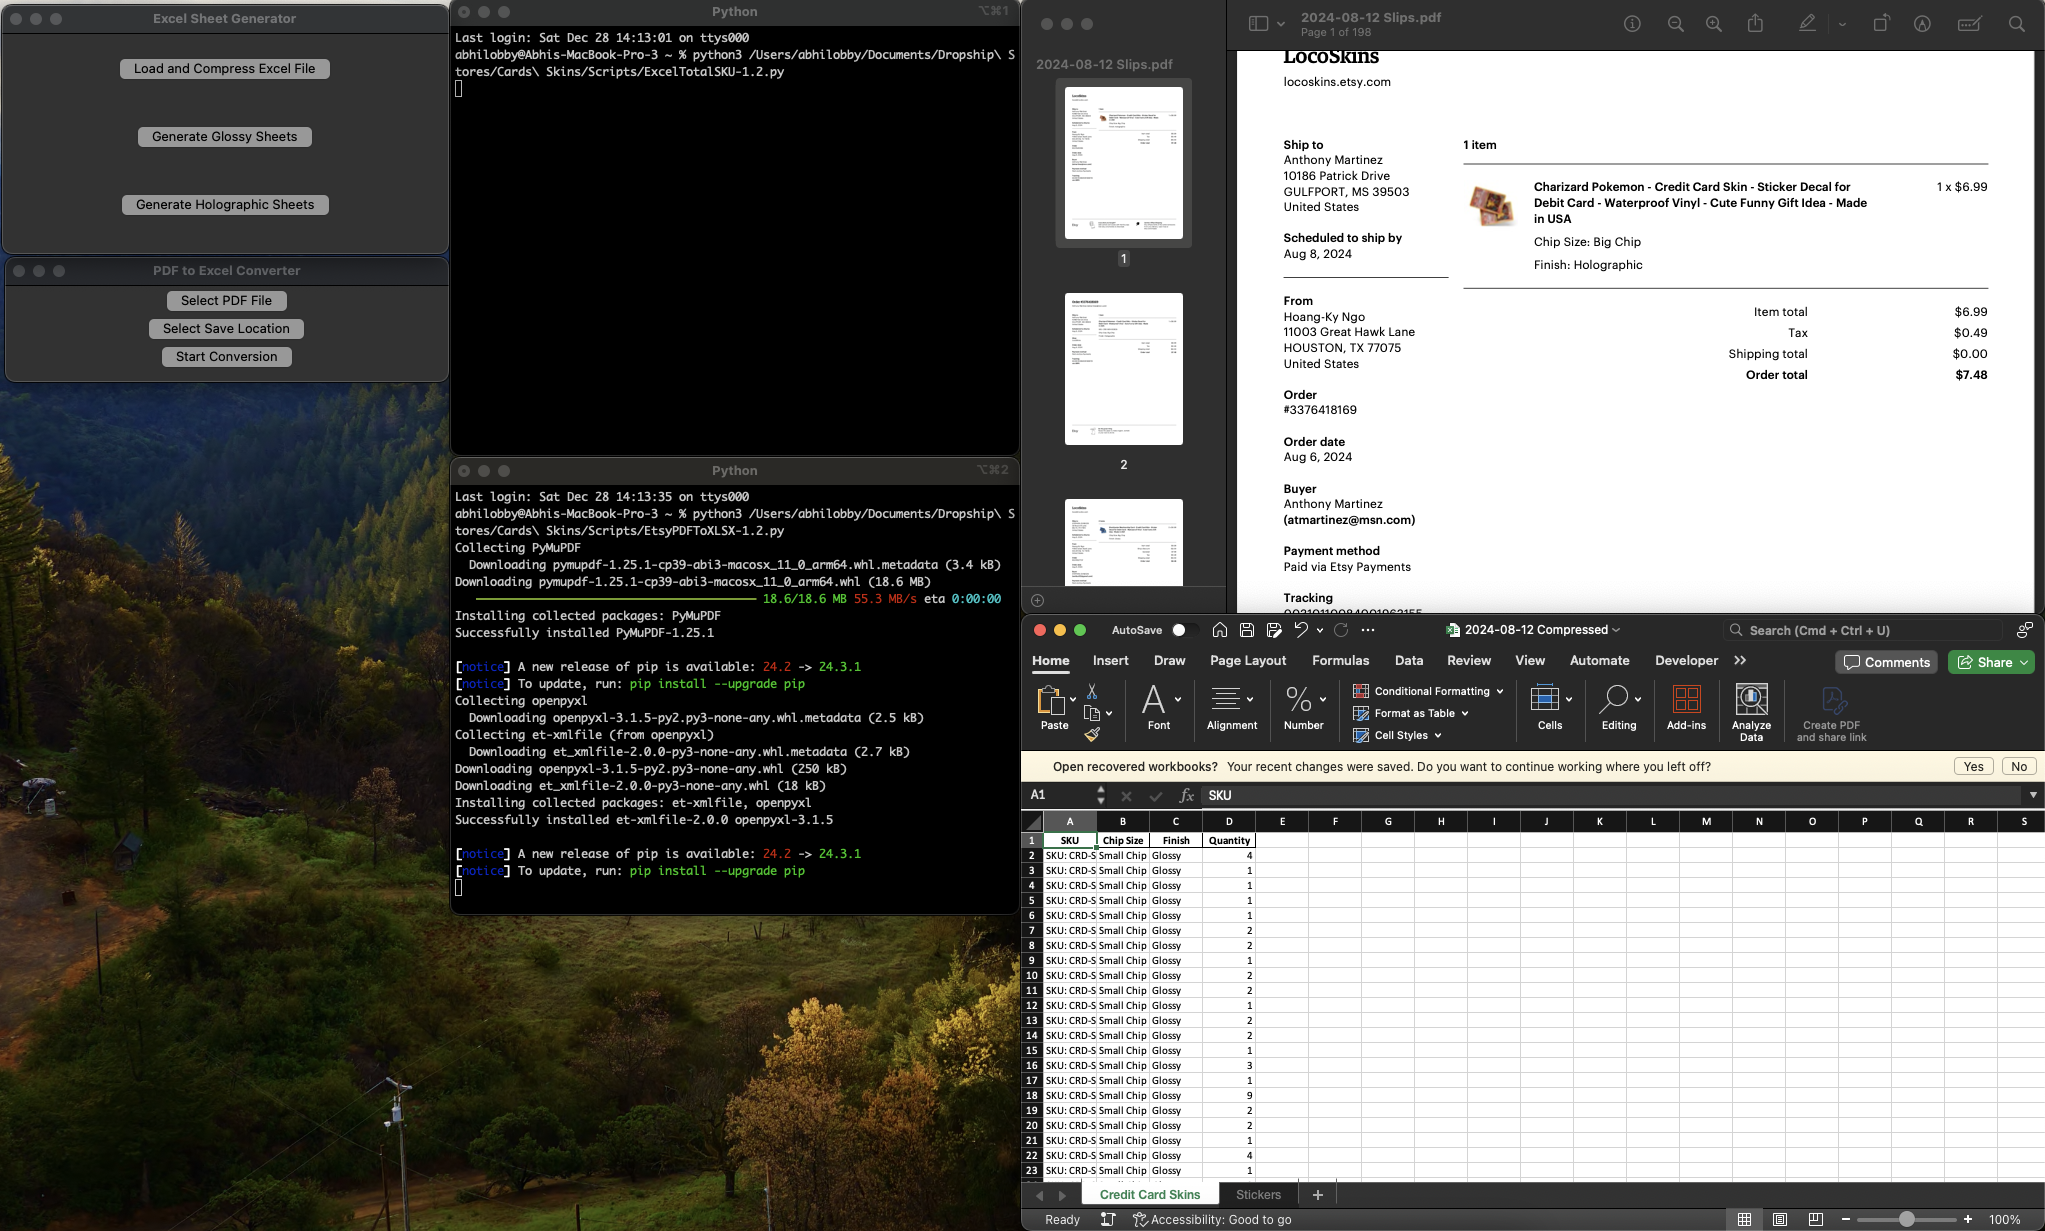 Excel Sheet Generator
Load and Compress Excel File
Generate Glossy Sheets
Generate Holographic Sheets
PDF to Excel Converter
Select PDF File
Select Save Location
Start Conversion
Python
⌥⌘1
Last login: Sat Dec 28 14:13:01 on ttys000
abhilobby@Abhis-MacBook-Pro-3 ~ % python3 /Users/abhilobby/Documents/Dropship\ S
tores/Cards\ Skins/Scripts/ExcelTotalSKU-1.2.py
Python
⌥⌘2
Last login: Sat Dec 28 14:13:35 on ttys000
abhilobby@Abhis-MacBook-Pro-3 ~ % python3 /Users/abhilobby/Documents/Dropship\ S
tores/Cards\ Skins/Scripts/EtsyPDFToXLSX-1.2.py
Collecting PyMuPDF
Downloading pymupdf-1.25.1-cp39-abi3-macosx_11_0_arm64.whl.metadata (3.4 kB)
Downloading pymupdf-1.25.1-cp39-abi3-macosx_11_0_arm64.whl (18.6 MB)
18.6/18.6 MB 55.3 MB/s eta 0:00:00
Installing collected packages: PyMuPDF
Successfully installed PyMuPDF-1.25.1
[notice] A new release of pip is available: 24.2 -> 24.3.1
[notice] To update, run: pip install --upgrade pip
Collecting openpyxl
Downloading openpyxl-3.1.5-py2.py3-none-any.whl.metadata (2.5 kB)
Collecting et-xmlfile (from openpyxl)
Downloading et_xmlfile-2.0.0-py3-none-any.whl.metadata (2.7 kB)
Downloading openpyxl-3.1.5-py2.py3-none-any.whl (250 kB)
Downloading et_xmlfile-2.0.0-py3-none-any.whl (18 kB)
Installing collected packages: et-xmlfile, openpyxl
Successfully installed et-xmlfile-2.0.0 openpyxl-3.1.5
[notice] A new release of pip is available: 24.2 -> 24.3.1
[notice] To update, run: pip install --upgrade pip
2024-08-12 Slips.pdf
Page 1 of 198
2024-08-12 Slips.pdf
1
2
LocoSkins
locoskins.etsy.com
Ship to
Anthony Martinez
10186 Patrick Drive
GULFPORT, MS 39503
United States
Scheduled to ship by
Aug 8, 2024
From
Hoang-Ky Ngo
11003 Great Hawk Lane
HOUSTON, TX 77075
United States
Order
#3376418169
Order date
Aug 6, 2024
Buyer
Anthony Martinez
(atmartinez@msn.com)
Payment method
Paid via Etsy Payments
Tracking
1 item
Charizard Pokemon - Credit Card Skin - Sticker Decal for
Debit Card - Waterproof Vinyl - Cute Funny Gift Idea - Made
in USA
1 x $6.99
Chip Size: Big Chip
Finish: Holographic
Item total $6.99
Tax $0.49
Shipping total $0.00
Order total $7.48
AutoSave
2024-08-12 Compressed
Search (Cmd + Ctrl + U)
Home Insert Draw Page Layout Formulas Data Review View Automate Developer
Comments
Share
Paste
Font
Alignment
Number
Conditional Formatting
Format as Table
Cell Styles
Cells
Editing
Add-ins
Analyze
Data
Create PDF
and share link
Open recovered workbooks? Your recent changes were saved. Do you want to continue working where you left off?
Yes
No
A1
fx SKU
A B C D E F G H I J K L M N O P Q R S
1 SKU Chip Size Finish Quantity
2 SKU: CRD-S Small Chip Glossy 4
3 SKU: CRD-S Small Chip Glossy 1
4 SKU: CRD-S Small Chip Glossy 1
5 SKU: CRD-S Small Chip Glossy 1
6 SKU: CRD-S Small Chip Glossy 1
7 SKU: CRD-S Small Chip Glossy 2
8 SKU: CRD-S Small Chip Glossy 2
9 SKU: CRD-S Small Chip Glossy 1
10 SKU: CRD-S Small Chip Glossy 2
11 SKU: CRD-S Small Chip Glossy 2
12 SKU: CRD-S Small Chip Glossy 1
13 SKU: CRD-S Small Chip Glossy 2
14 SKU: CRD-S Small Chip Glossy 2
15 SKU: CRD-S Small Chip Glossy 1
16 SKU: CRD-S Small Chip Glossy 3
17 SKU: CRD-S Small Chip Glossy 1
18 SKU: CRD-S Small Chip Glossy 9
19 SKU: CRD-S Small Chip Glossy 2
20 SKU: CRD-S Small Chip Glossy 2
21 SKU: CRD-S Small Chip Glossy 1
22 SKU: CRD-S Small Chip Glossy 4
23 SKU: CRD-S Small Chip Glossy 1
Credit Card Skins
Stickers
Ready
Accessibility: Good to go
100%